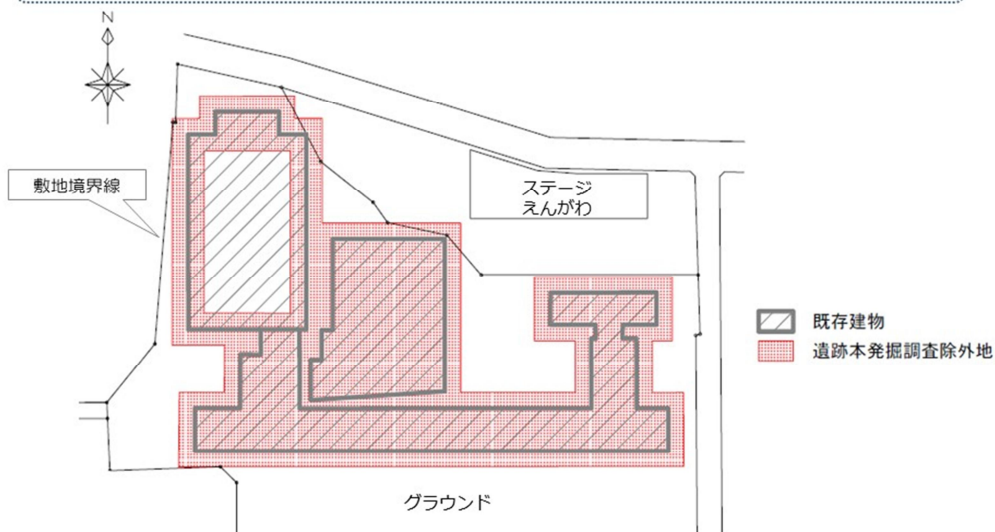 N
敷地境界線
ステージ
えんがわ
既存建物
遺跡本発掘調査除外地
グラウンド